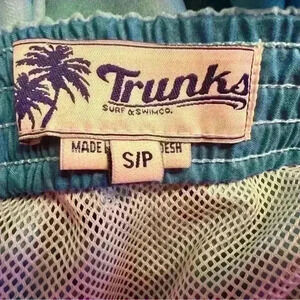 Trunks
SURF & SWIM CO.
MADE ESH
S/P